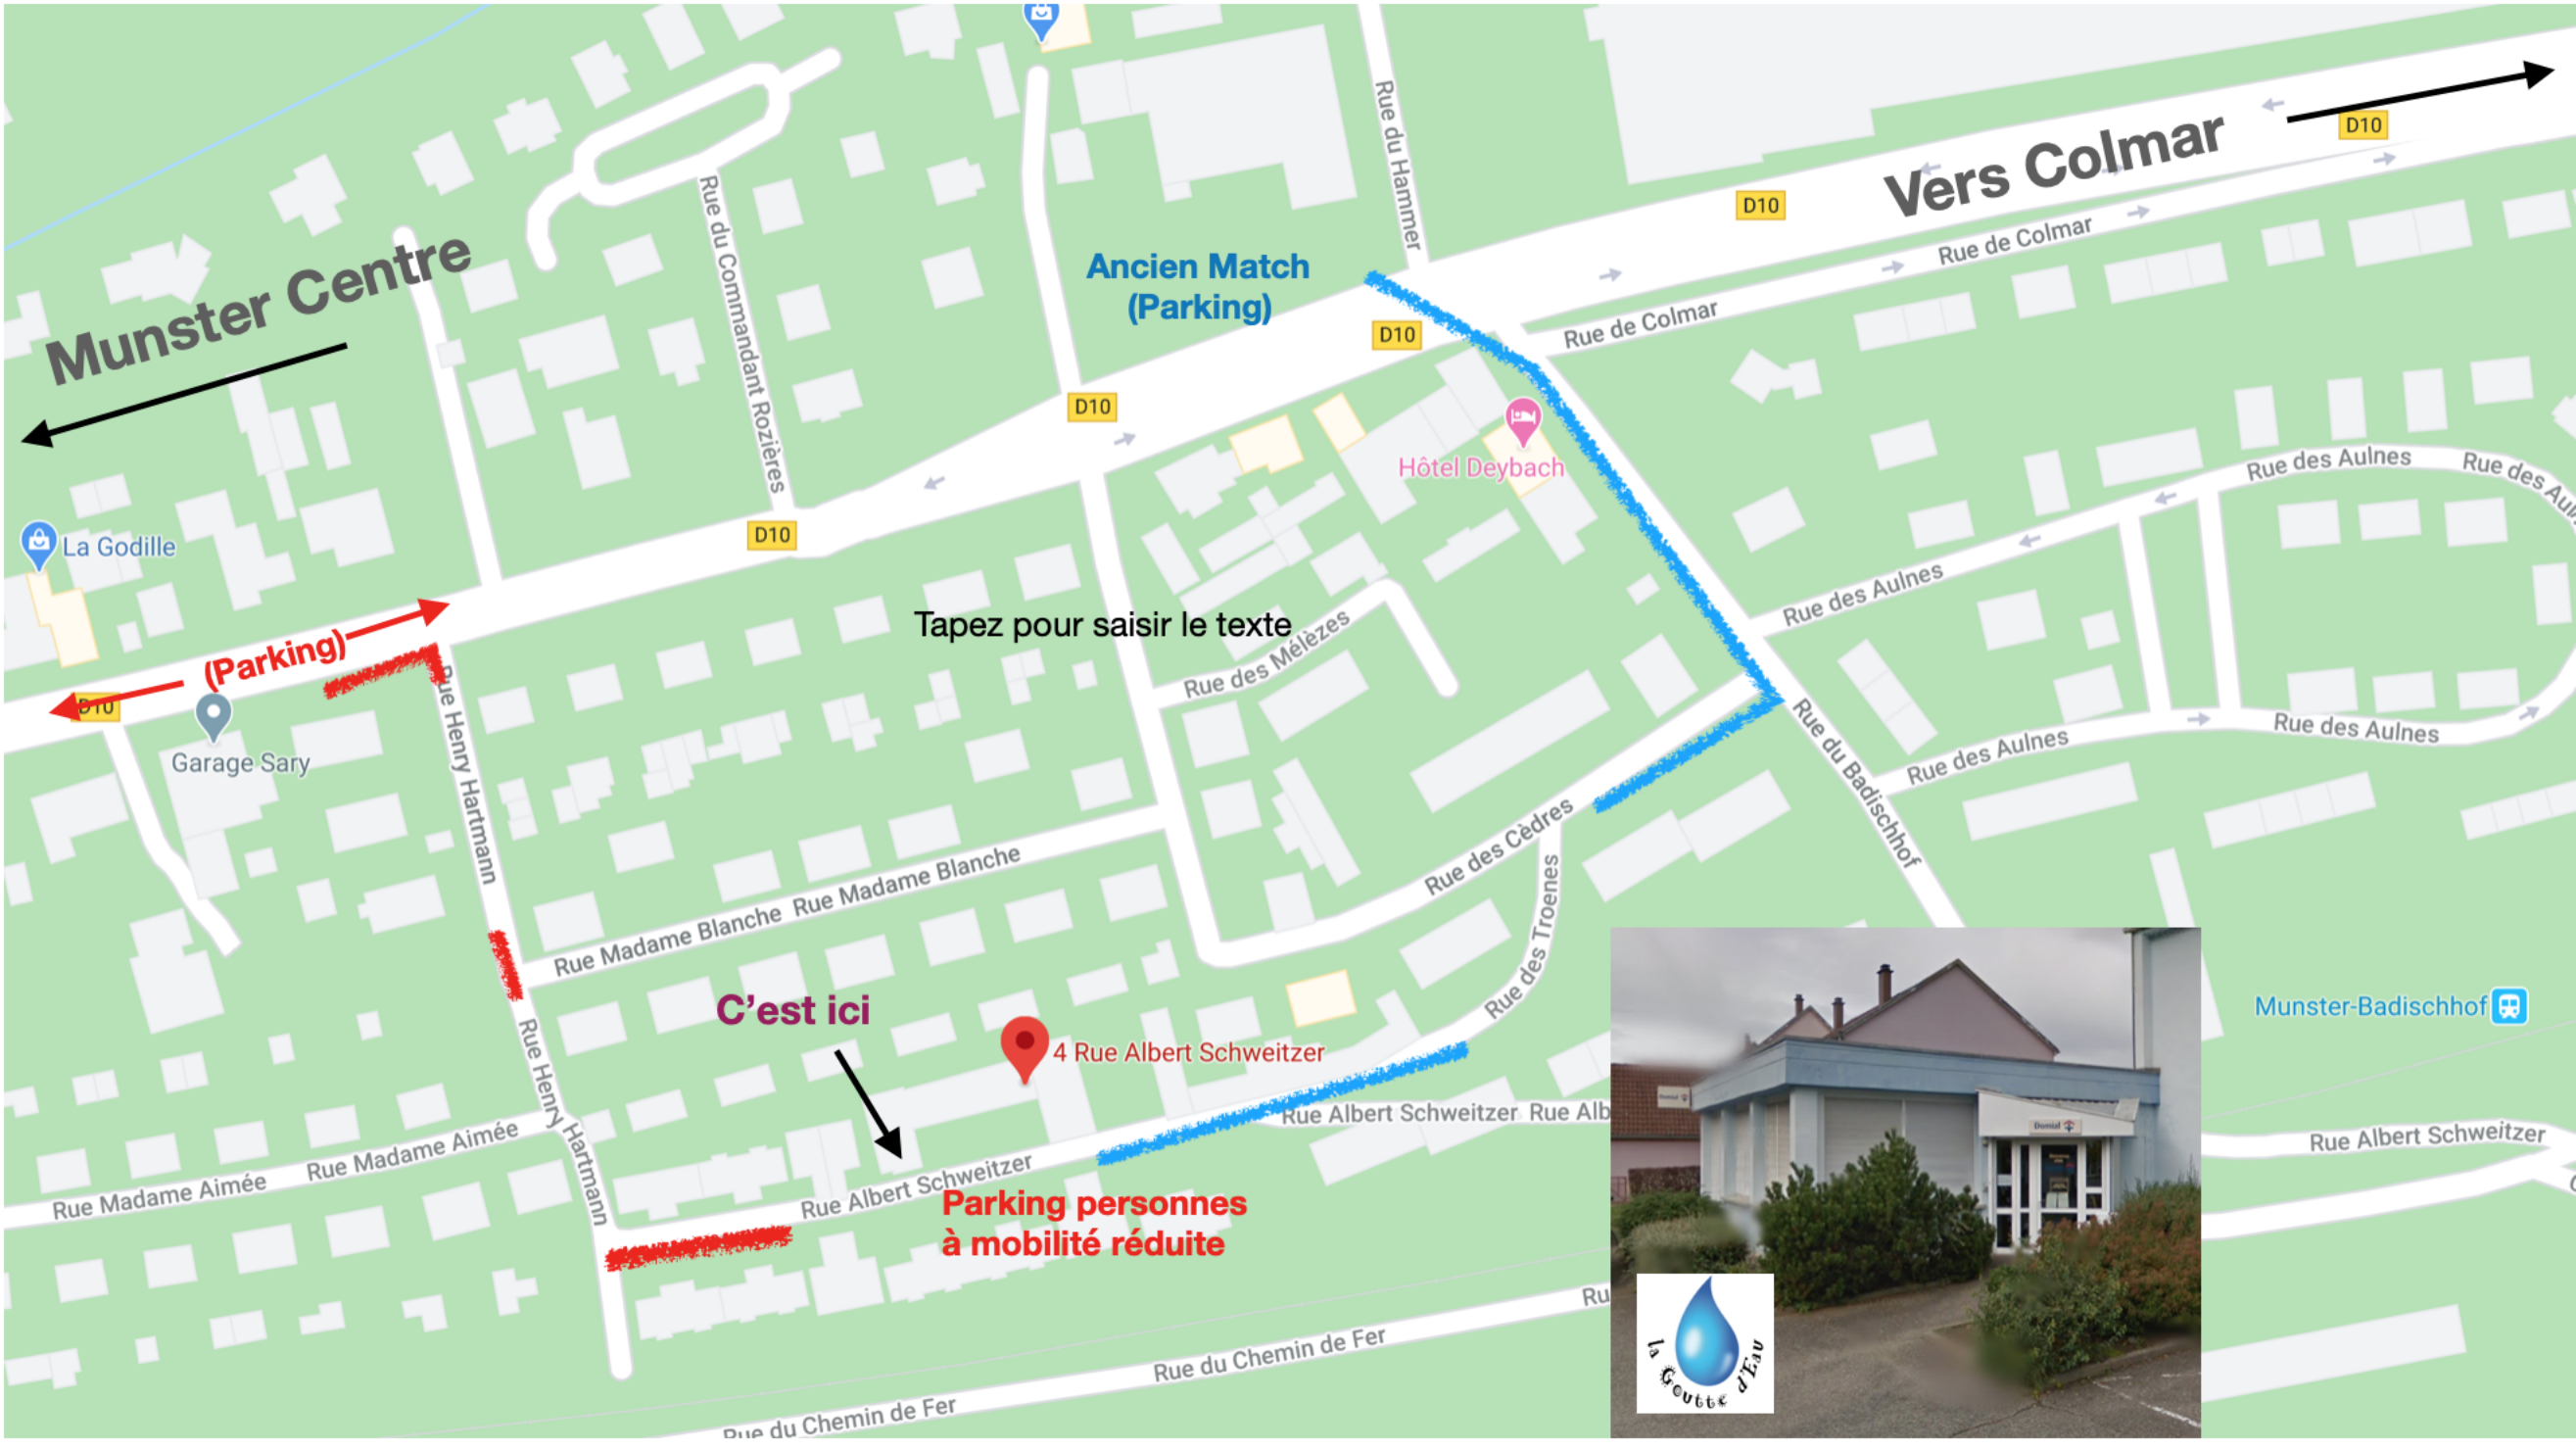 Rue du Hammer
D10
Vers Colmar
D10
Rue de Colmar
Rue du Commandant Rozières
Munster Centre
Ancien Match
(Parking)
D10
Rue de Colmar
D10
Hôtel Deybach
Rue des Aulnes
Rue des
D10
La Godille
Rue des Aulnes
Tapez pour saisir le texte
(Parking)
Rue des Mélèzes
D10
Garage Sary
Rue Henry Hartmann
Rue du Badischhof
Rue des Aulnes
Rue des Aulnes
Rue des Cèdres
Rue Madame Blanche
Rue Madame Blanche
Rue des Troenes
C'est ici
Munster-Badischhof
4 Rue Albert Schweitzer
Rue Henry Hartmann
Rue Albert Schweitzer
Rue Alb
Rue Albert Schweitzer
Rue Madame Aimée
Rue Madame Aimée
Rue Albert Schweitzer
Parking personnes
à mobilité réduite
Domial
Ru
Rue du Chemin de Fer
Rue du Chemin de Fer
la Goutte d'Eau